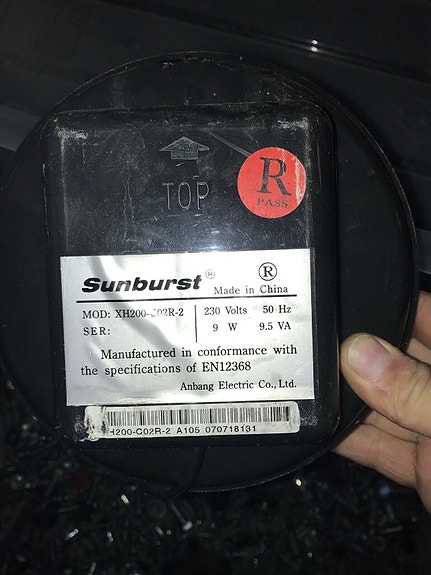 TOP
R
PASS
Sunburst®
®
Made in China
MOD: XH200-C02R-2 230 Volts 50 Hz
SER: 9 W 9.5 VA
Manufactured in conformance with
the specifications of EN12368
Anbang Electric Co., Ltd.
H200-C02R-2 A105 070718131